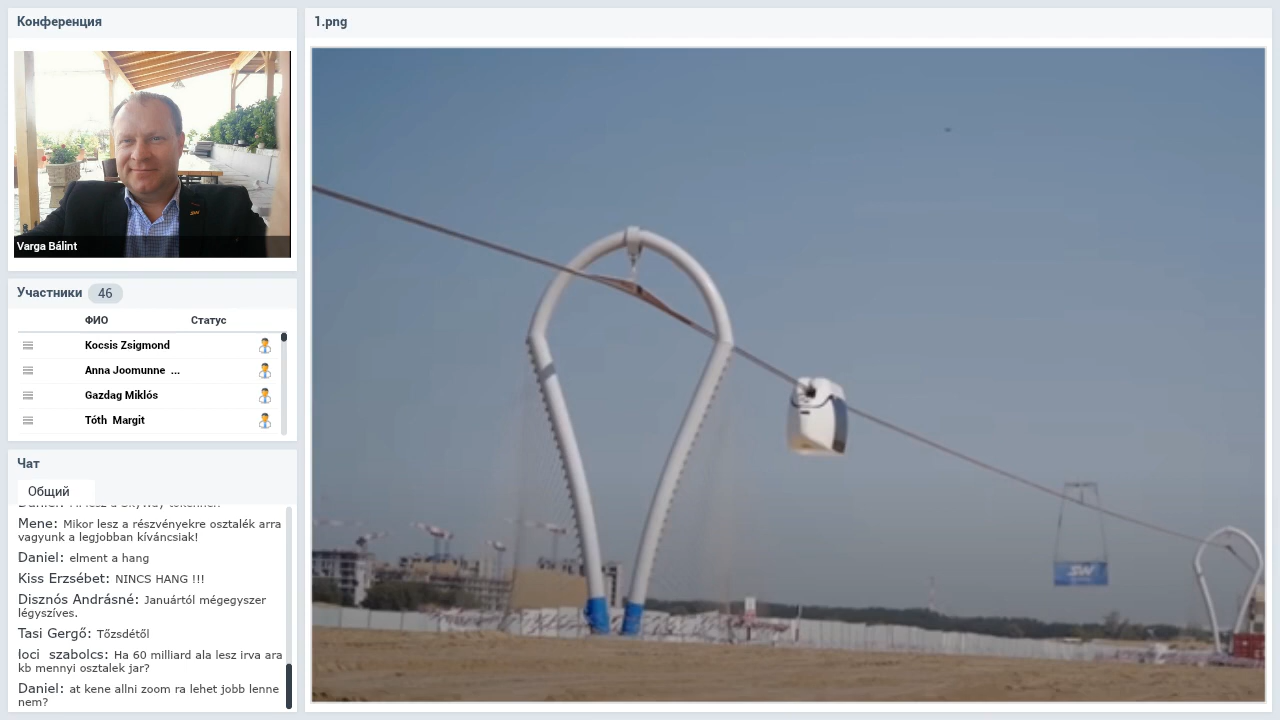 Конференция
1.png
Varga Bálint
Участники 46
ФИО Статус
Kocsis Zsigmond
Anna Joomunne ...
Gazdag Miklós
Tóth Margit
Чат
Общий
Mene: Mikor lesz a részvényekre osztalék arra
vagyunk a legjobban kíváncsiak!
Daniel: elment a hang
Kiss Erzsébet: NINCS HANG !!!
Disznós Andrásné: Januártól mégegyszer
légyszíves.
Tasi Gergő: Tőzsdétől
loci szabolcs: Ha 60 milliard ala lesz irva ara
kb mennyi osztalek jar?
Daniel: at kene allni zoom ra lehet jobb lenne
nem?
SW